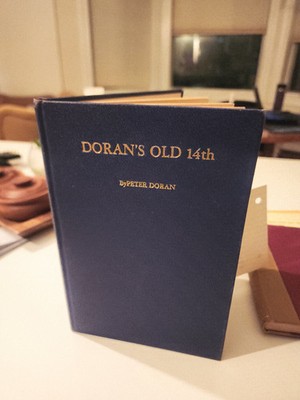 DORAN'S OLD 14th
ByPETER DORAN